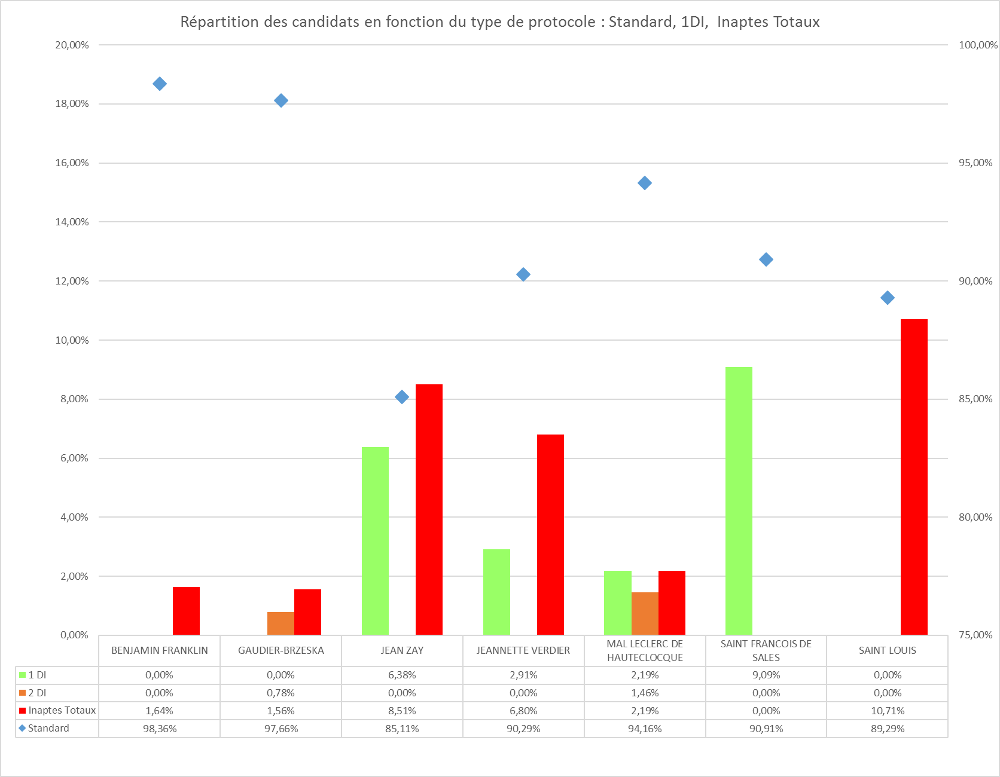 Répartition des candidats en fonction du type de protocole : Standard, 1DI,  Inaptes Totaux
20,00% 100,00%
18,00%
16,00% 95,00%
14,00%
12,00% 90,00%
10,00%
8,00% 85,00%
6,00%
4,00% 80,00%
2,00%
0,00% 75,00%
BENJAMIN FRANKLIN GAUDIER-BRZESKA JEAN ZAY JEANNETTE VERDIER MAL LECLERC DE HAUTECLOCQUE SAINT FRANCOIS DE SALES SAINT LOUIS
1 DI 0,00% 0,00% 6,38% 2,91% 2,19% 9,09% 0,00%
2 DI 0,00% 0,78% 0,00% 0,00% 1,46% 0,00% 0,00%
Inaptes Totaux 1,64% 1,56% 8,51% 6,80% 2,19% 0,00% 10,71%
Standard 98,36% 97,66% 85,11% 90,29% 94,16% 90,91% 89,29%